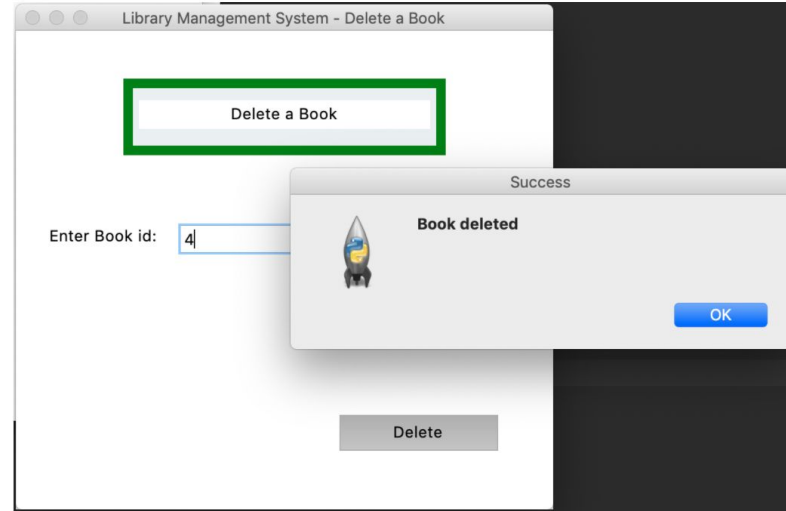 Library Management System - Delete a Book
Delete a Book
Success
Book deleted
Enter Book id:
4
OK
Delete